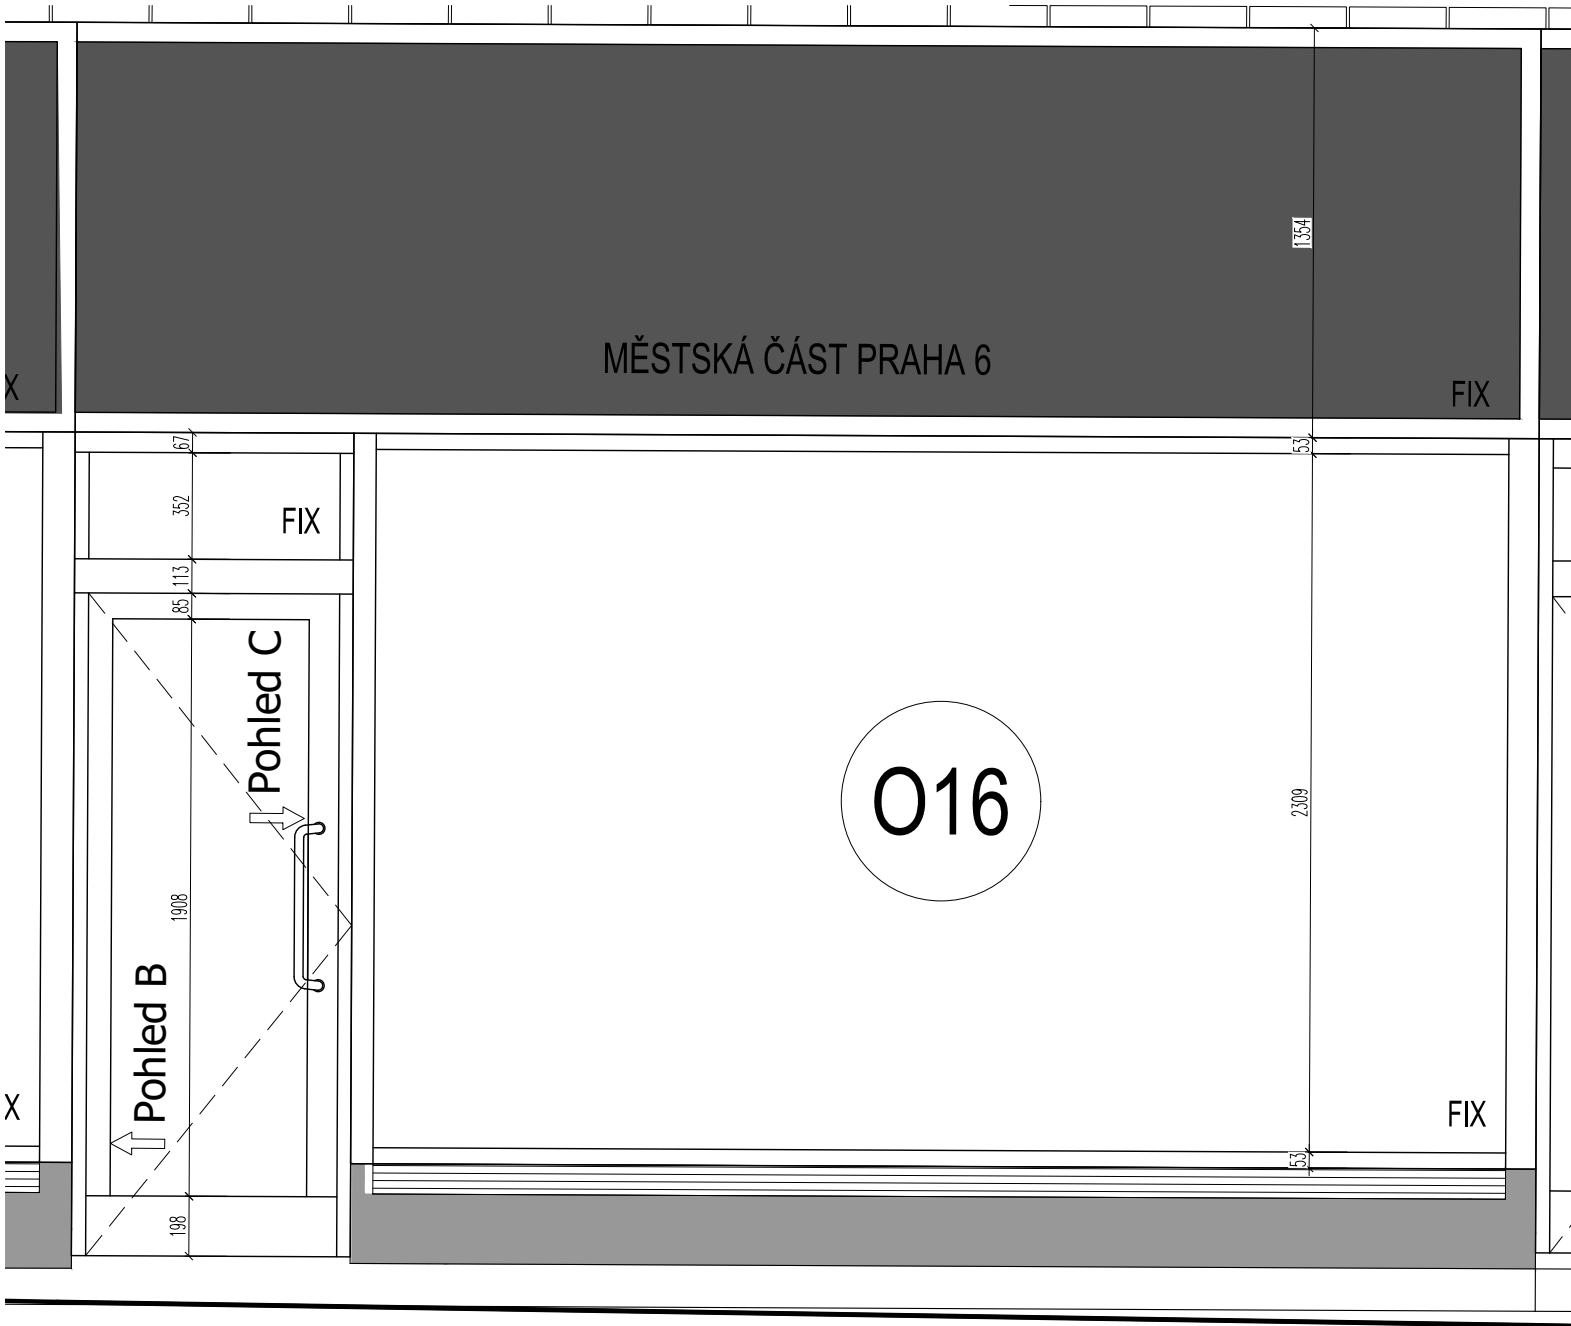 1354
MĚSTSKÁ ČÁST PRAHA 6
X
FIX
67
53
352
FIX
113
85
Pohled C
O16
2309
1908
Pohled B
X
FIX
53
198